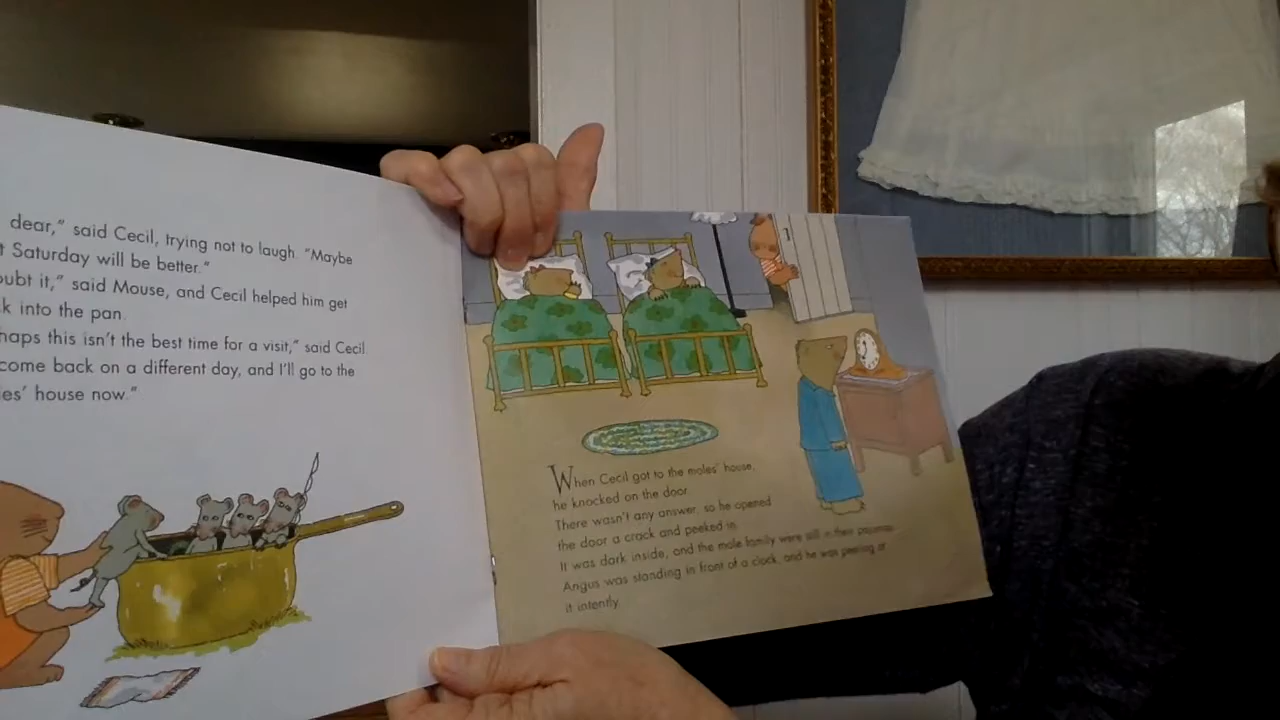 dear," said Cecil, trying not to laugh. "Maybe
t Saturday will be better."
oubt it," said Mouse, and Cecil helped him get
k into the pan.
haps this isn't the best time for a visit," said Cecil.
come back on a different day, and I'll go to the
es' house now."
When Cecil got to the moles' house,
he knocked on the door.
There wasn't any answer, so he opened
the door a crack and peeked in.
It was dark inside, and the mole family were still in their pajamas.
Angus was standing in front of a clock, and he was peering at
it intently.